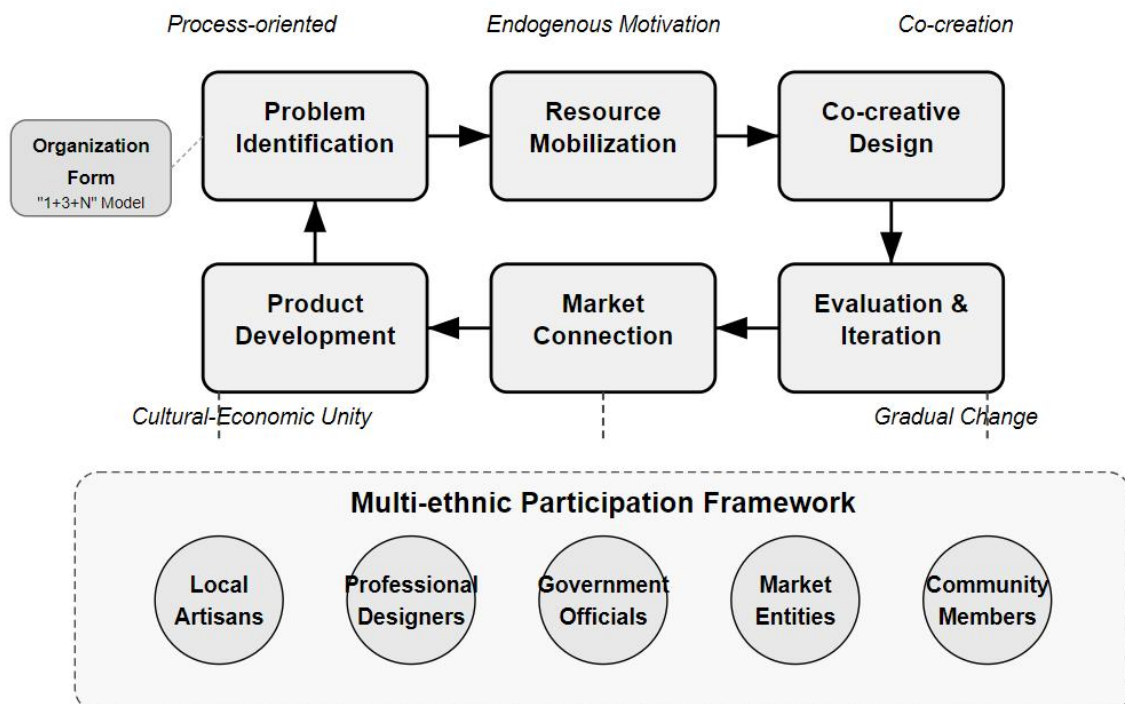 Process-oriented
Endogenous Motivation
Co-creation
Organization
Form
"1+3+N" Model
Problem
Identification
Resource
Mobilization
Co-creative
Design
Product
Development
Market
Connection
Evaluation &
Iteration
Cultural-Economic Unity
Gradual Change
Multi-ethnic Participation Framework
Local
Artisans
Professional
Designers
Government
Officials
Market
Entities
Community
Members